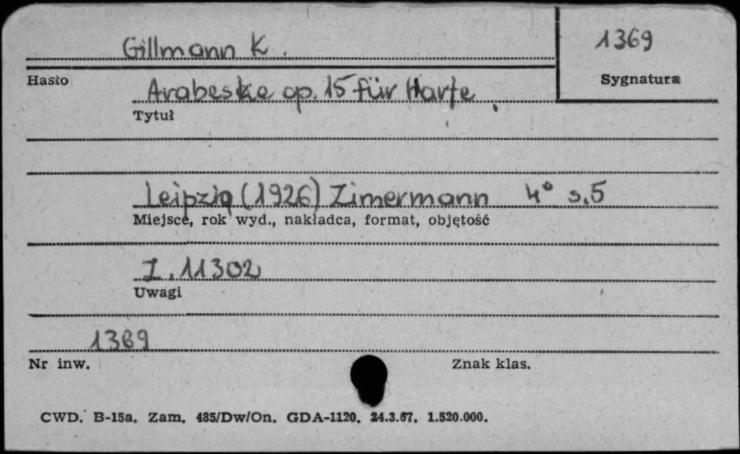 Gillmann K.
1369
Hasło
Sygnatura
Arabeske op. 15 für Harfe
Tytuł
Leipzig (1926) Zimermann 4° s.5
Miejsce, rok wyd., nakładca, format, objętość
Z. 11302
Uwagi
1369
Nr inw.
Znak klas.
CWD. B-15a. Zam. 485/Dw/On. GDA-1120. 24.3.67. 1.520.000.